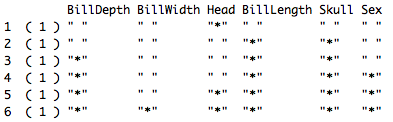 BillDepth BillWidth Head BillLength Skull Sex
1  ( 1 )  " "       " "       "*"  " "        " "   " "
2  ( 1 )  " "       " "       " "  "*"        "*"   " "
3  ( 1 )  "*"       " "       " "  "*"        "*"   " "
4  ( 1 )  "*"       " "       " "  "*"        "*"   "*"
5  ( 1 )  "*"       " "       "*"  "*"        "*"   "*"
6  ( 1 )  "*"       "*"       "*"  "*"        "*"   "*"